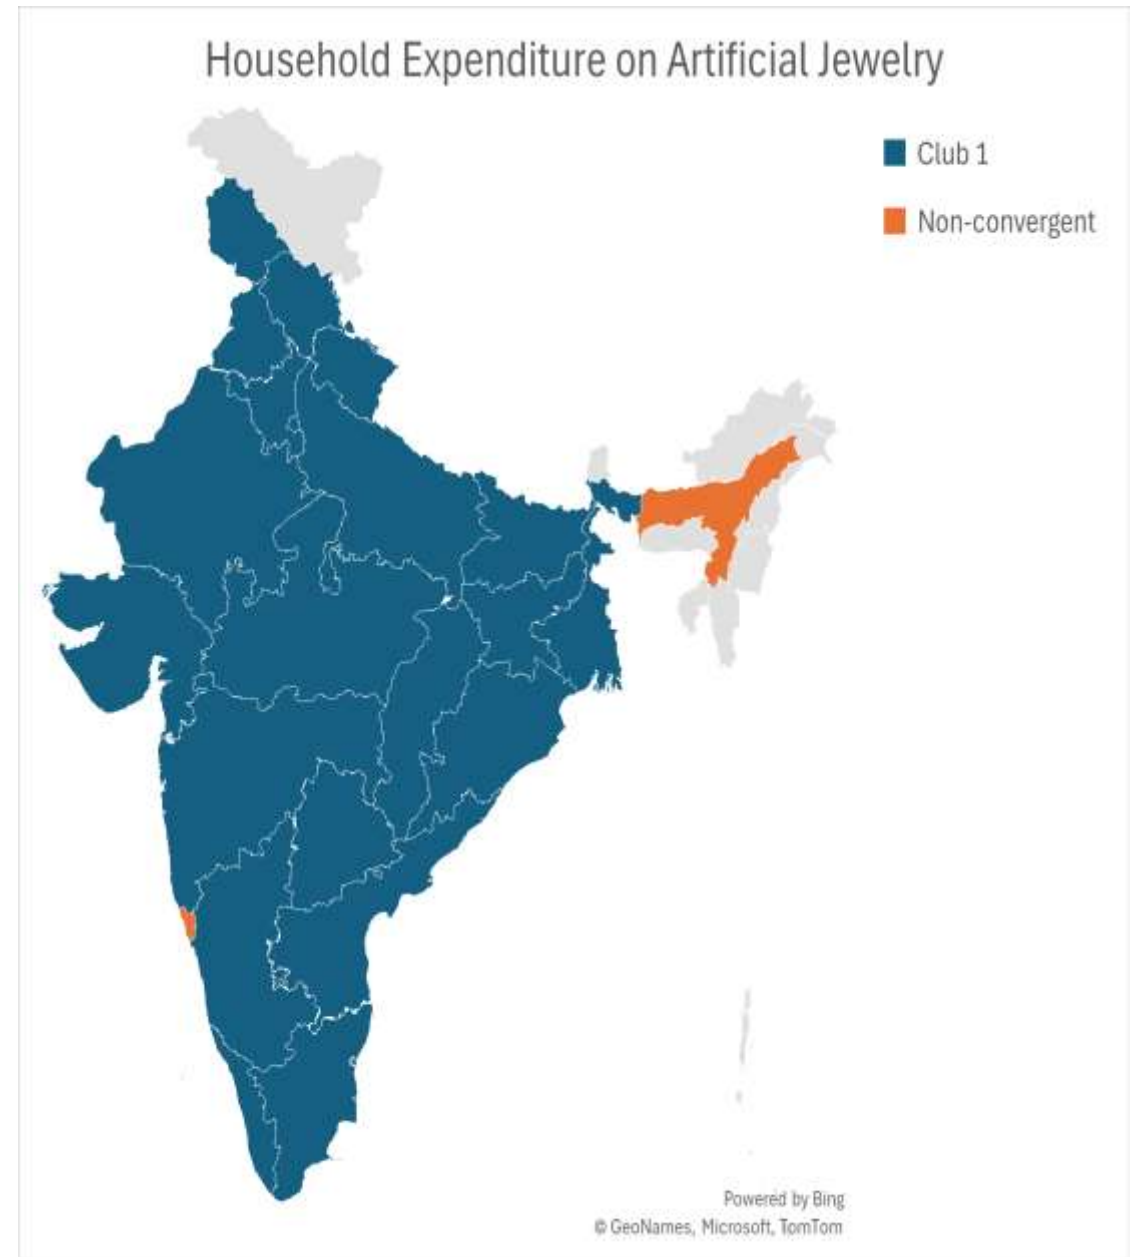 Household Expenditure on Artificial Jewelry
Club 1
Non-convergent
Powered by Bing
© GeoNames, Microsoft, TomTom